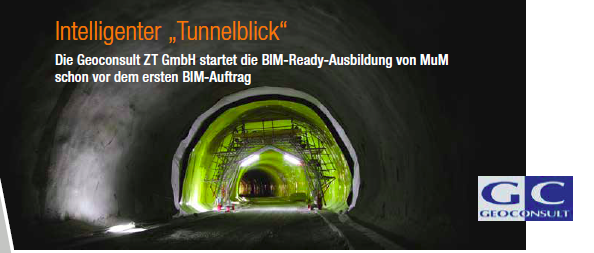 Intelligenter „Tunnelblick“
Die Geoconsult ZT GmbH startet die BIM-Ready-Ausbildung von MuM
schon vor dem ersten BIM-Auftrag
GC
GEOCONSULT